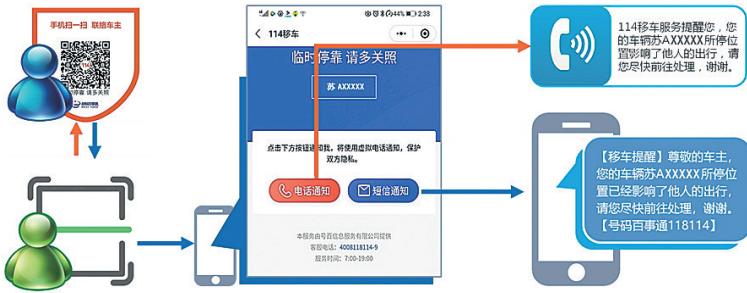 手机扫一扫 联络车主
114
停靠 请多关照
44% 2:38
114移车
临时停靠 请多关照
苏 AXXXXX
点击下方按钮通知我，将使用虚拟电话通知，保护
双方隐私。
电话通知
短信通知
本服务由号百信息服务有限公司提供
客服电话：4008118114-9
服务时间：7:00-19:00
114移车服务提醒您，您
的车辆苏AXXXXX所停位
置影响了他人的出行，请
您尽快前往处理，谢谢。
【移车提醒】尊敬的车主，
您的车辆苏AXXXXX所停位
置已经影响了他人的出行，
请您尽快前往处理，谢谢。
【号码百事通118114】